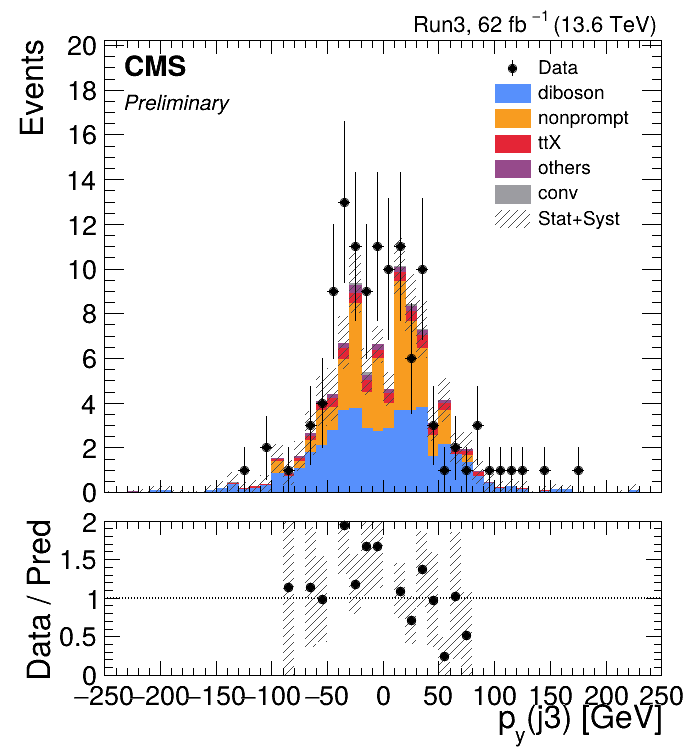 Run3, 62 fb⁻¹ (13.6 TeV)
CMS
Preliminary
Events
20
18
16
14
12
10
8
6
4
2
0
Data
diboson
nonprompt
ttX
others
conv
Stat+Syst
Data / Pred
2
1.5
1
0.5
0
−250 −200 −150 −100 −50 0 50 100 150 200 250
p_y(j3) [GeV]